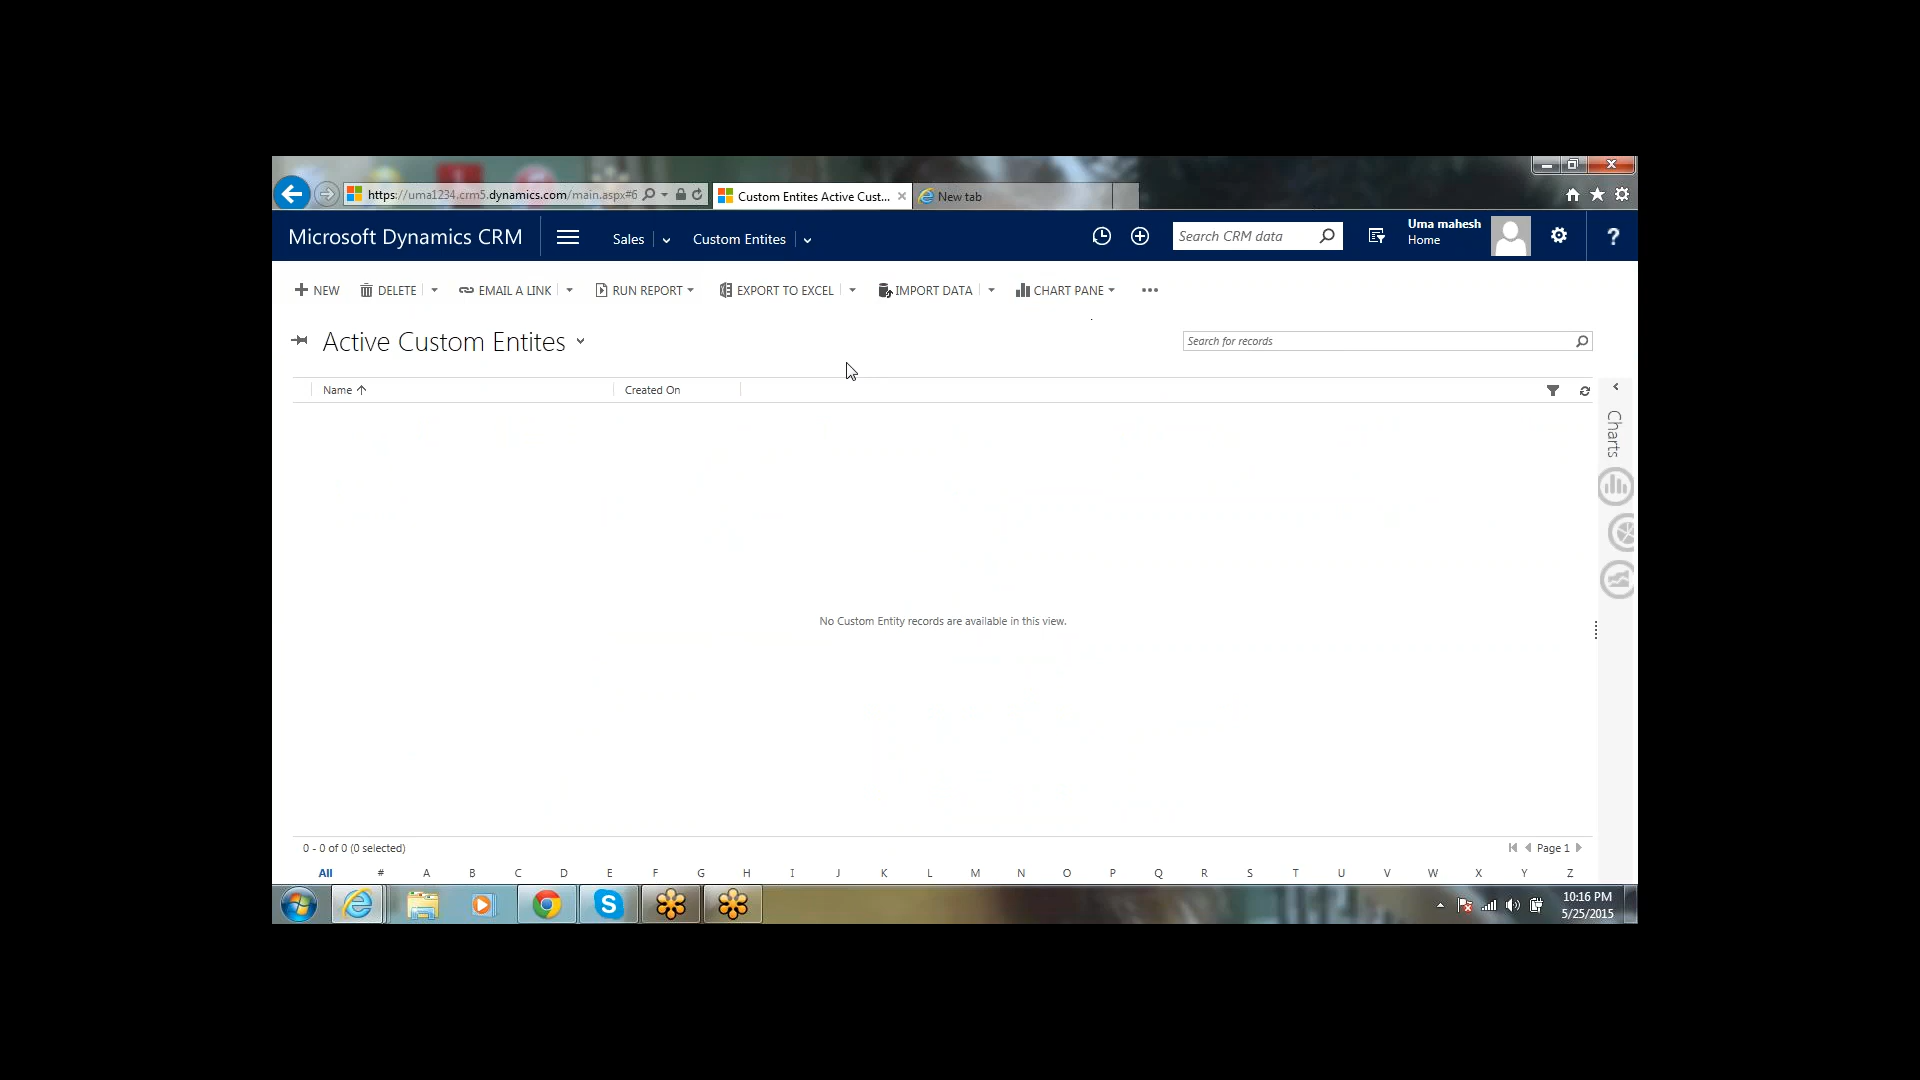 https://uma1234.crm5.dynamics.com/main.aspx#6
Custom Entites Active Cust...
New tab
Microsoft Dynamics CRM
Sales
Custom Entites
Search CRM data
Uma mahesh
Home
?
NEW
DELETE
EMAIL A LINK
RUN REPORT
EXPORT TO EXCEL
IMPORT DATA
CHART PANE
Active Custom Entites
Search for records
Name
Created On
Charts
No Custom Entity records are available in this view.
0 - 0 of 0 (0 selected)
Page 1
All # A B C D E F G H I J K L M N O P Q R S T U V W X Y Z
10:16 PM
5/25/2015